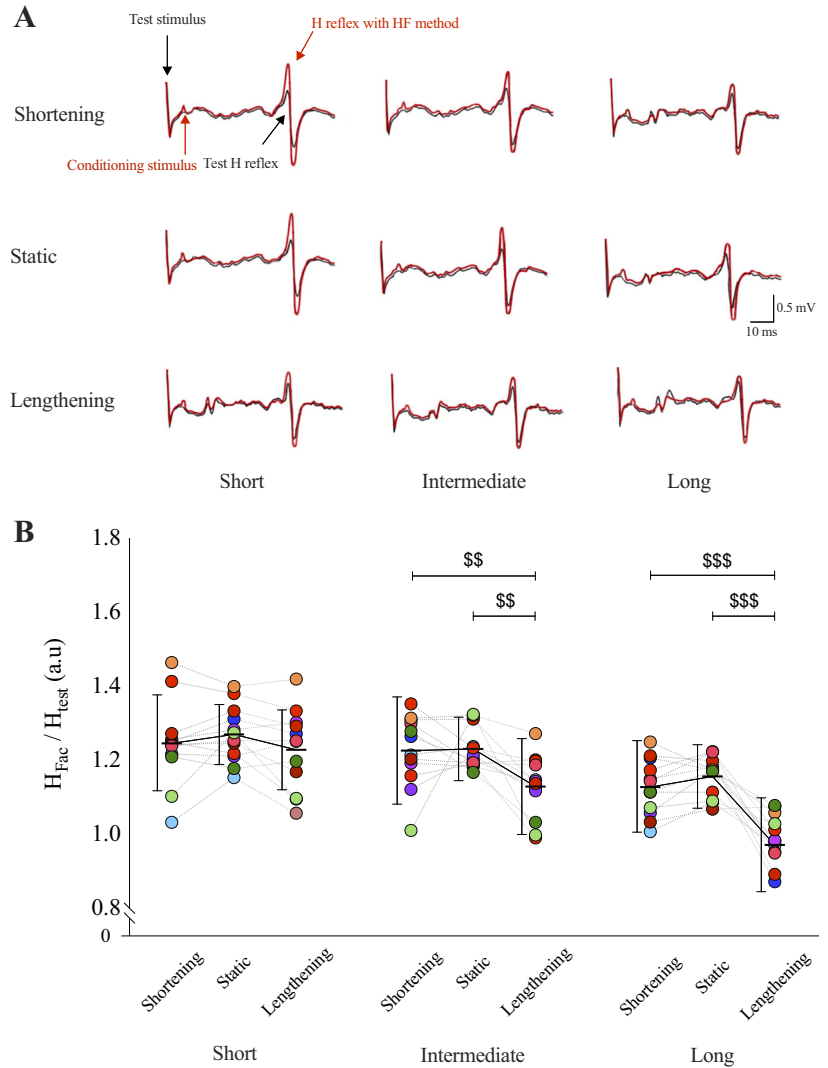 A
Test stimulus
H reflex with HF method
Shortening
Conditioning stimulus
Test H reflex
Static
0.5 mV
10 ms
Lengthening
Short
Intermediate
Long
B
H_Fac / H_test (a.u)
1.8
1.6
1.4
1.2
1.0
0.8
0
$$
$$
$$$
$$$
Shortening
Static
Lengthening
Shortening
Static
Lengthening
Shortening
Static
Lengthening
Short
Intermediate
Long